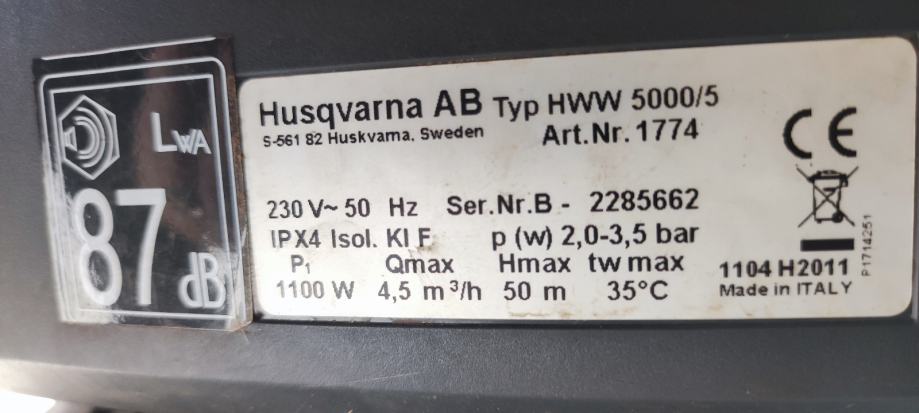 LWA
87 dB
Husqvarna AB Typ HWW 5000/5
S-561 82 Huskvarna, Sweden Art.Nr. 1774
CE
230 V~ 50 Hz Ser.Nr.B - 2285662
IPX4 Isol. Kl F p (w) 2,0-3,5 bar
P1 Qmax Hmax tw max
1100 W 4,5 m³/h 50 m 35°C
1104 H2011
Made in ITALY
P1714251